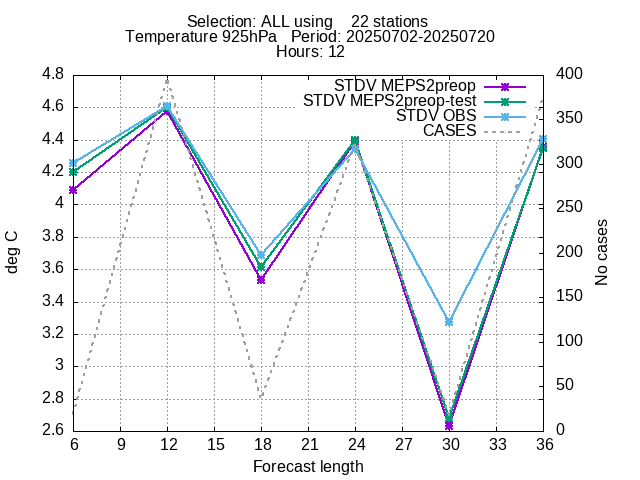 Selection: ALL using    22 stations
Temperature 925hPa   Period: 20250702-20250720
Hours: 12
STDV MEPS2preop
STDV MEPS2preop-test
STDV OBS
CASES
4.8
4.6
4.4
4.2
4
3.8
3.6
3.4
3.2
3
2.8
2.6
deg C
400
350
300
250
200
150
100
50
0
No cases
6 9 12 15 18 21 24 27 30 33 36
Forecast length